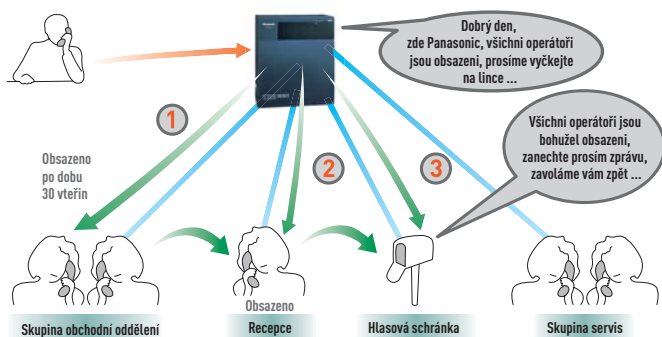 Dobrý den,
zde Panasonic, všichni operátoři
jsou obsazeni, prosíme vyčkejte
na lince ...
Panasonic
1
Všichni operátoři jsou
bohužel obsazeni,
zanechte prosím zprávu,
zavoláme vám zpět ...
Obsazeno
po dobu
30 vteřin
2
3
Obsazeno
Skupina obchodní oddělení
Recepce
Hlasová schránka
Skupina servis